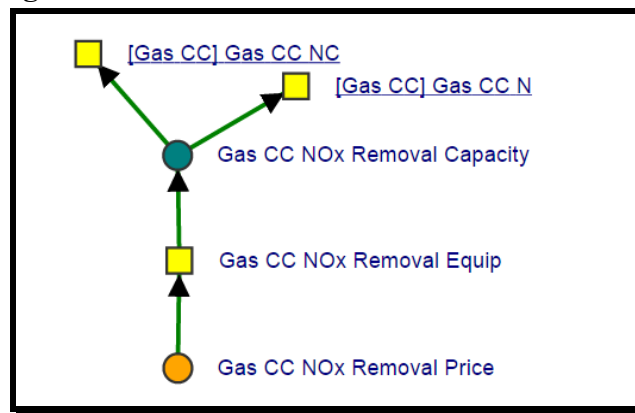 [Gas CC] Gas CC NC
[Gas CC] Gas CC N
Gas CC NOx Removal Capacity
Gas CC NOx Removal Equip
Gas CC NOx Removal Price